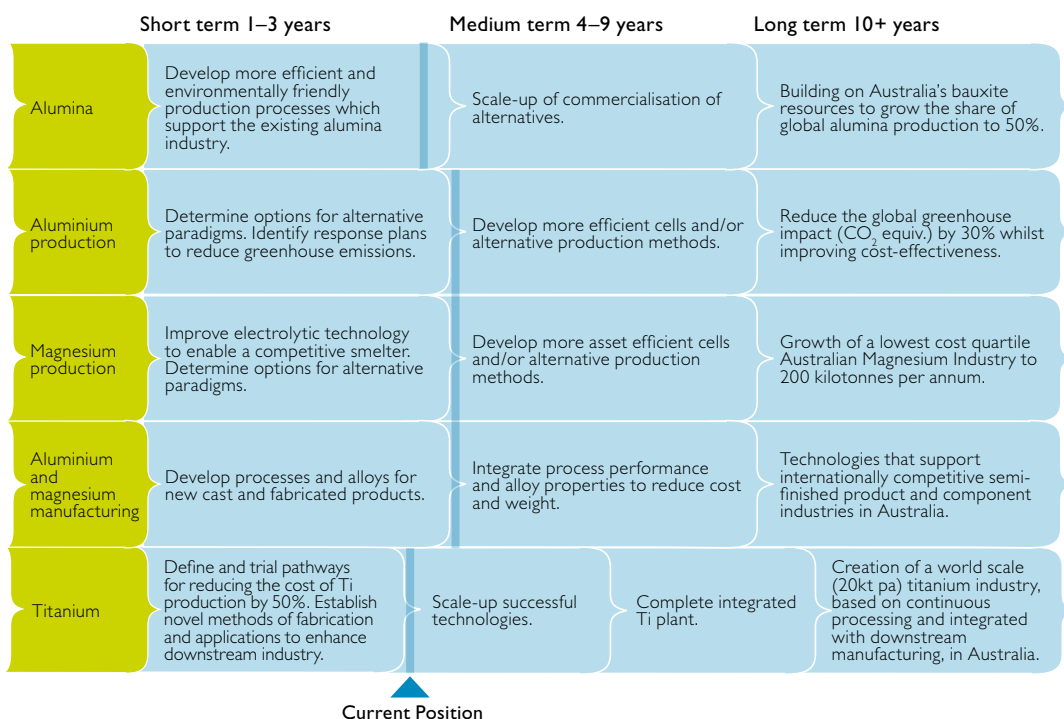 Short term 1–3 years
Medium term 4–9 years
Long term 10+ years
Alumina
Develop more efficient and
environmentally friendly
production processes which
support the existing alumina
industry.
Scale-up of commercialisation of
alternatives.
Building on Australia’s bauxite
resources to grow the share of
global alumina production to 50%.
Aluminium
production
Determine options for alternative
paradigms. Identify response plans
to reduce greenhouse emissions.
Develop more efficient cells and/or
alternative production methods.
Reduce the global greenhouse
impact (CO₂ equiv.) by 30% whilst
improving cost-effectiveness.
Magnesium
production
Improve electrolytic technology
to enable a competitive smelter.
Determine options for alternative
paradigms.
Develop more asset efficient cells
and/or alternative production
methods.
Growth of a lowest cost quartile
Australian Magnesium Industry to
200 kilotonnes per annum.
Aluminium
and
magnesium
manufacturing
Develop processes and alloys for
new cast and fabricated products.
Integrate process performance
and alloy properties to reduce cost
and weight.
Technologies that support
internationally competitive semi-
finished product and component
industries in Australia.
Titanium
Define and trial pathways
for reducing the cost of Ti
production by 50%. Establish
novel methods of fabrication
and applications to enhance
downstream industry.
Scale-up successful
technologies.
Complete integrated
Ti plant.
Creation of a world scale
(20kt pa) titanium industry,
based on continuous
processing and integrated
with downstream
manufacturing, in Australia.
Current Position